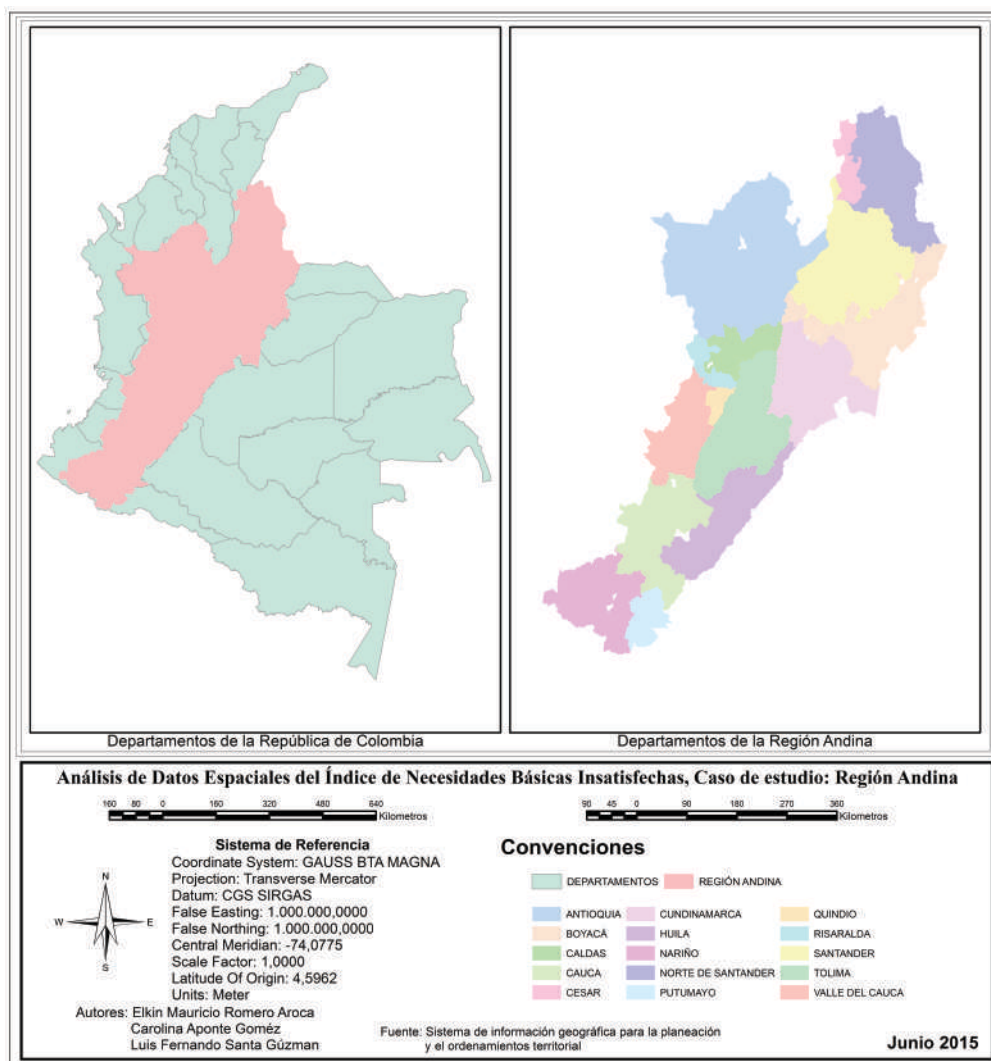 Departamentos de la República de Colombia
Departamentos de la Región Andina
Análisis de Datos Espaciales del Índice de Necesidades Básicas Insatisfechas, Caso de estudio: Región Andina
160 80 0 160 320 480 640
Kilometros
90 45 0 90 180 270 360
Kilometros
Sistema de Referencia
Coordinate System: GAUSS BTA MAGNA
Projection: Transverse Mercator
Datum: CGS SIRGAS
False Easting: 1.000.000,0000
False Northing: 1.000.000,0000
Central Meridian: -74,0775
Scale Factor: 1,0000
Latitude Of Origin: 4,5962
Units: Meter
N
W E
S
Autores: Elkin Mauricio Romero Aroca
Carolina Aponte Goméz
Luis Fernando Santa Gúzman
Convenciones
DEPARTAMENTOS REGIÓN ANDINA
ANTIOQUIA CUNDINAMARCA QUINDIO
BOYACÁ HUILA RISARALDA
CALDAS NARIÑO SANTANDER
CAUCA NORTE DE SANTANDER TOLIMA
CESAR PUTUMAYO VALLE DEL CAUCA
Fuente: Sistema de información geográfica para la planeación
y el ordenamientos territorial
Junio 2015